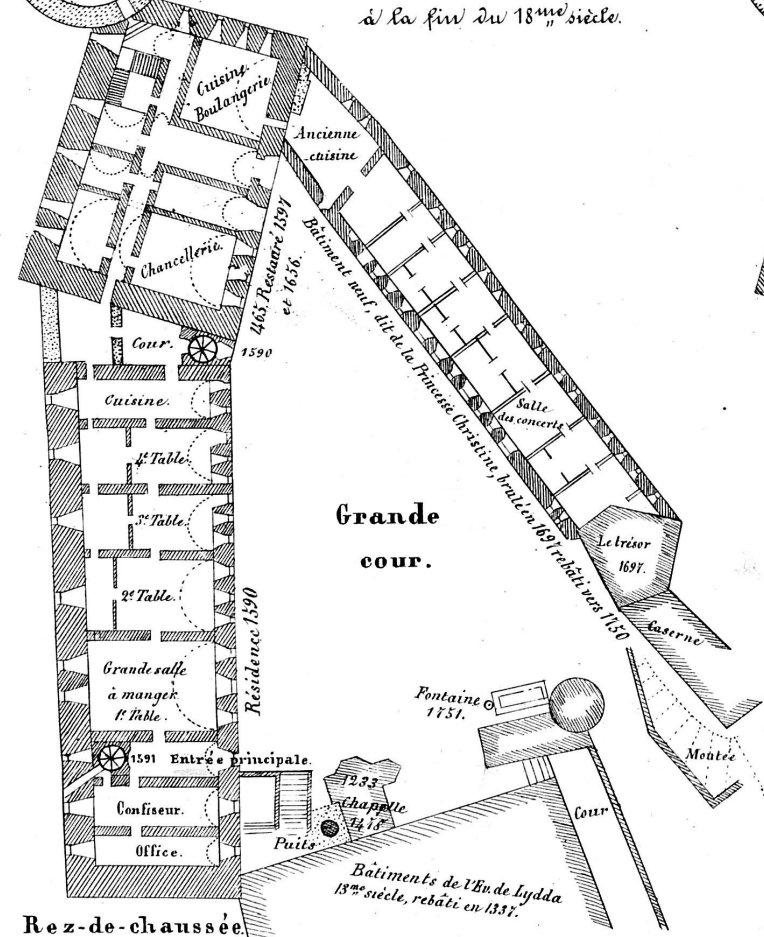 à la fin du 18me siècle.
Cuisine
Boulangerie
Ancienne
cuisine
Chancellerie.
465. Restauré 1597
et 1656.
Bâtiment neuf, dit de la Princesse Christine, brulé en 1697 rebâti vers 1750
Cour.
1590
Cuisine.
4e Table
3e Table.
2e Table.
Salle
des concerts
Grande
cour.
Le trésor
1697.
Caserne
Résidence 1590
Grande salle
à manger
1e Table.
Fontaine
1751.
Montée
1591 Entrée principale.
1233
Chapelle
Confiseur.
Puits
Cour
Office.
Bâtiments de l'Ev. de Lydda
13me siècle, rebâti en 1337.
Rez-de-chaussée